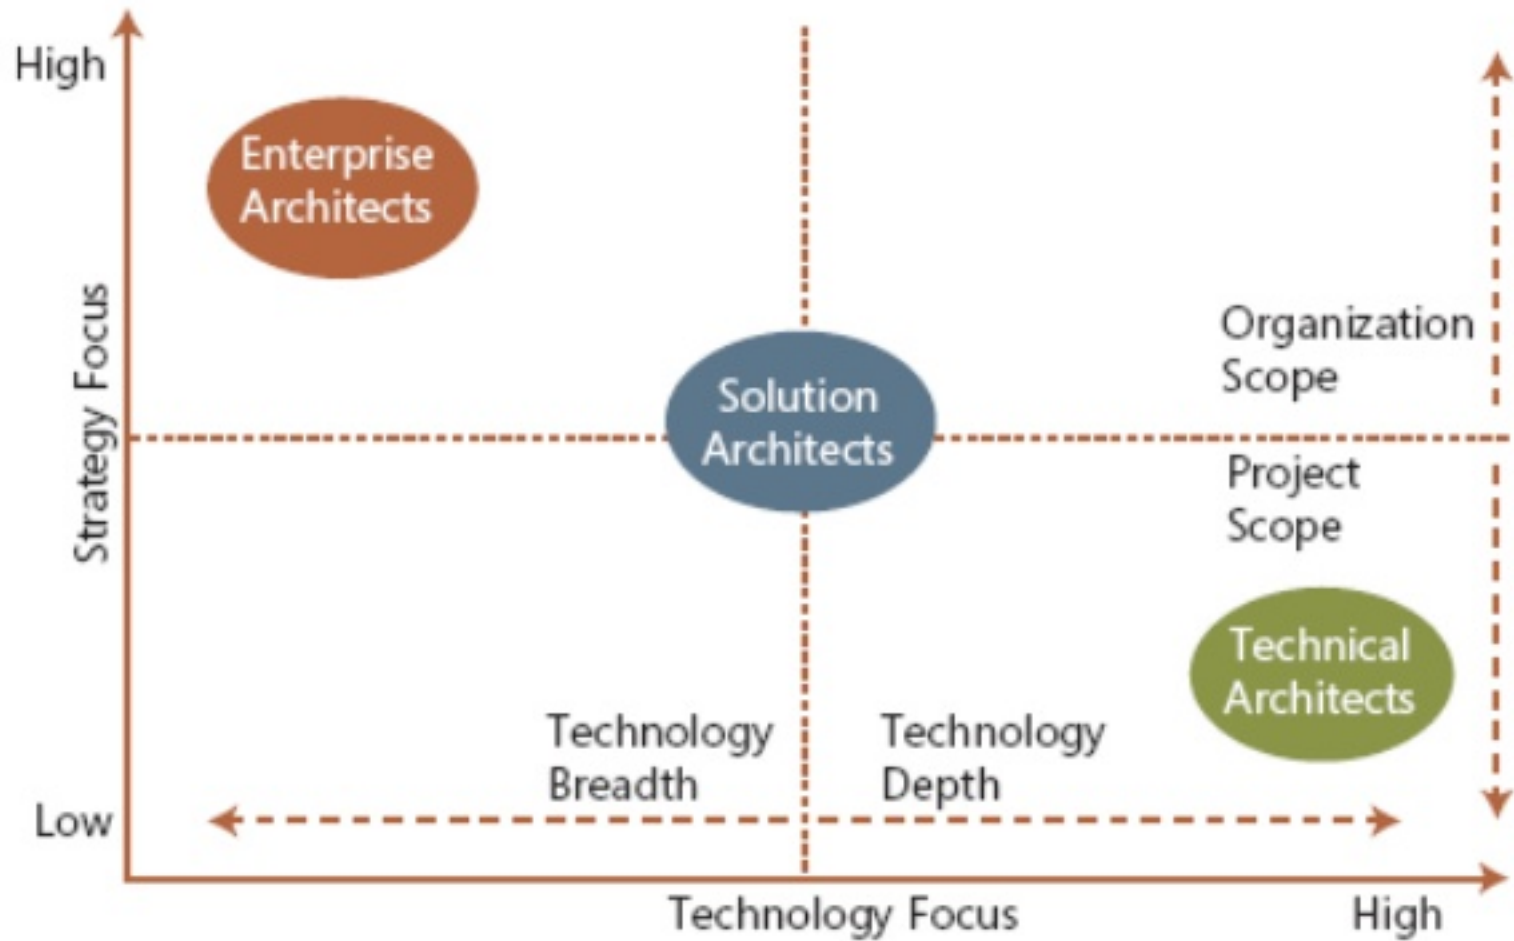 High
Enterprise
Architects
Strategy Focus
Solution
Architects
Organization
Scope
Project
Scope
Technical
Architects
Technology
Breadth
Technology
Depth
Low
Technology Focus
High